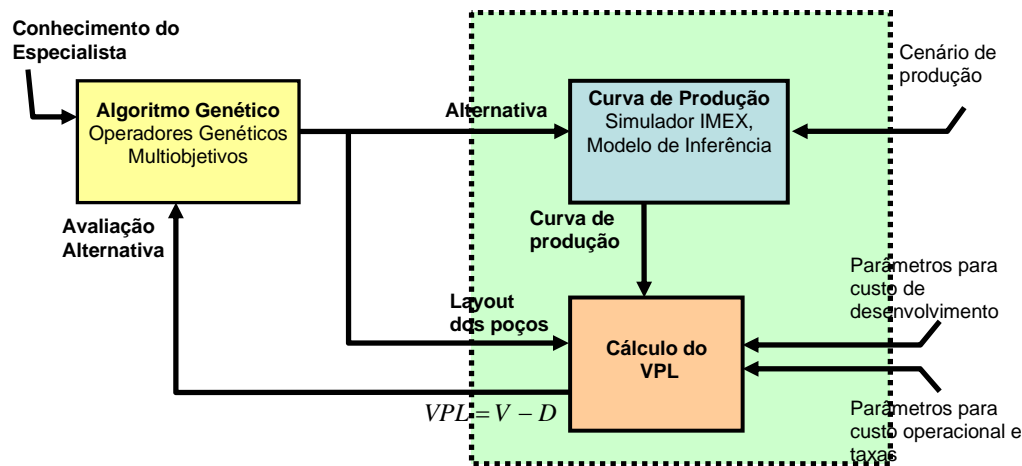 Conhecimento do
Especialista
Algoritmo Genético
Operadores Genéticos
Multiobjetivos
Alternativa
Curva de Produção
Simulador IMEX,
Modelo de Inferência
Cenário de
produção
Avaliação
Alternativa
Curva de
produção
Layout
dos poços
Cálculo do
VPL
VPL = V − D
Parâmetros para
custo de
desenvolvimento
Parâmetros para
custo operacional e
taxas